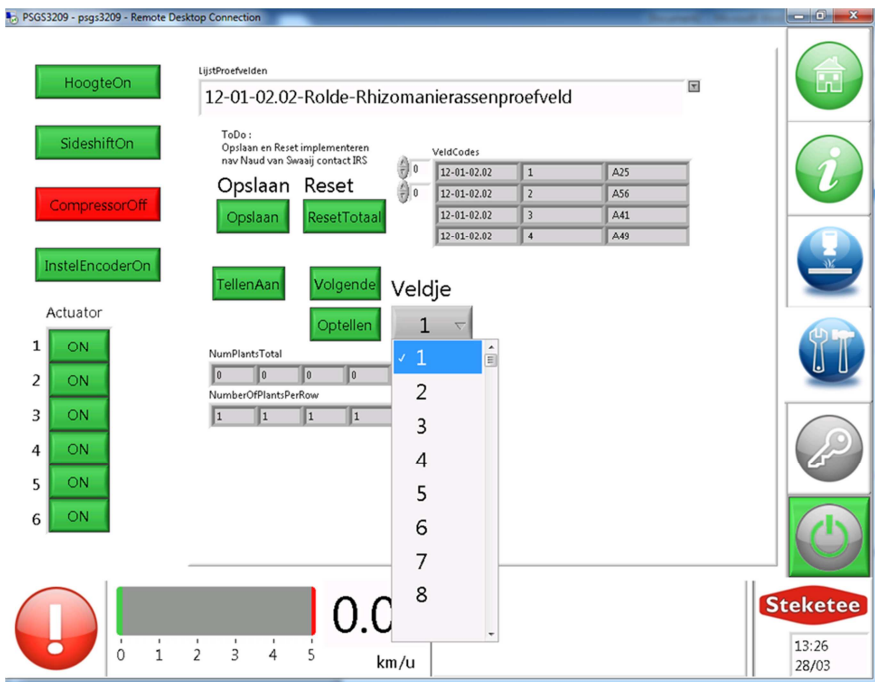 PSGS3209 - psgs3209 - Remote Desktop Connection
HoogteOn
SideshiftOn
CompressorOff
InstelEncoderOn
Actuator
1 ON
2 ON
3 ON
4 ON
5 ON
6 ON
LijstProefvelden
12-01-02.02-Rolde-Rhizomanierassenproefveld
ToDo :
Opslaan en Reset implementeren
nav Naud van Swaaij contact IRS
Opslaan Reset
Opslaan ResetTotaal
VeldCodes
0 12-01-02.02 1 A25
0 12-01-02.02 2 A56
12-01-02.02 3 A41
12-01-02.02 4 A49
TellenAan Volgende Veldje
Optellen 1
NumPlantsTotal
0 0 0 0
NumberOfPlantsPerRow
1 1 1 1
✓ 1
2
3
4
5
6
7
8
0 1 2 3 4 5
0.0
km/u
Steketee
13:26
28/03